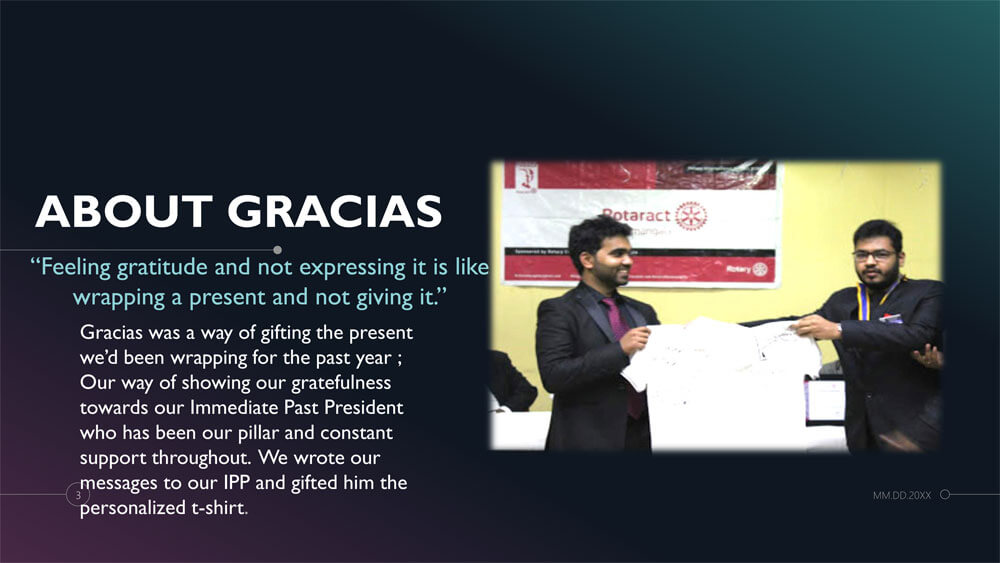 ABOUT GRACIAS
“Feeling gratitude and not expressing it is like
wrapping a present and not giving it.”
Gracias was a way of gifting the present
we’d been wrapping for the past year ;
Our way of showing our gratefulness
towards our Immediate Past President
who has been our pillar and constant
support throughout. We wrote our
messages to our IPP and gifted him the
personalized t-shirt.
3
Rotaract
Sponsored by Rotary
Rotary
MM.DD.20XX